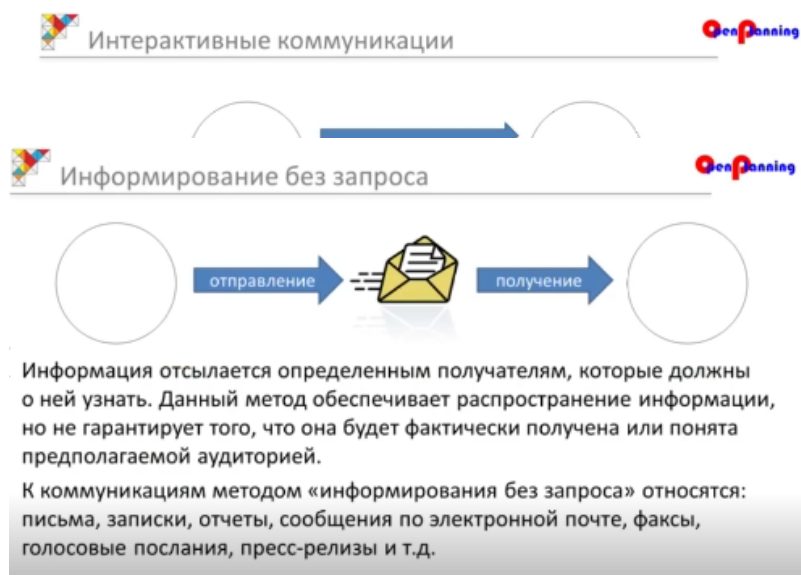 Интерактивные коммуникации
OpenPlanning
Информирование без запроса
OpenPlanning
отправление
получение
Информация отсылается определенным получателям, которые должны
о ней узнать. Данный метод обеспечивает распространение информации,
но не гарантирует того, что она будет фактически получена или понята
предполагаемой аудиторией.
К коммуникациям методом «информирования без запроса» относятся:
письма, записки, отчеты, сообщения по электронной почте, факсы,
голосовые послания, пресс-релизы и т.д.